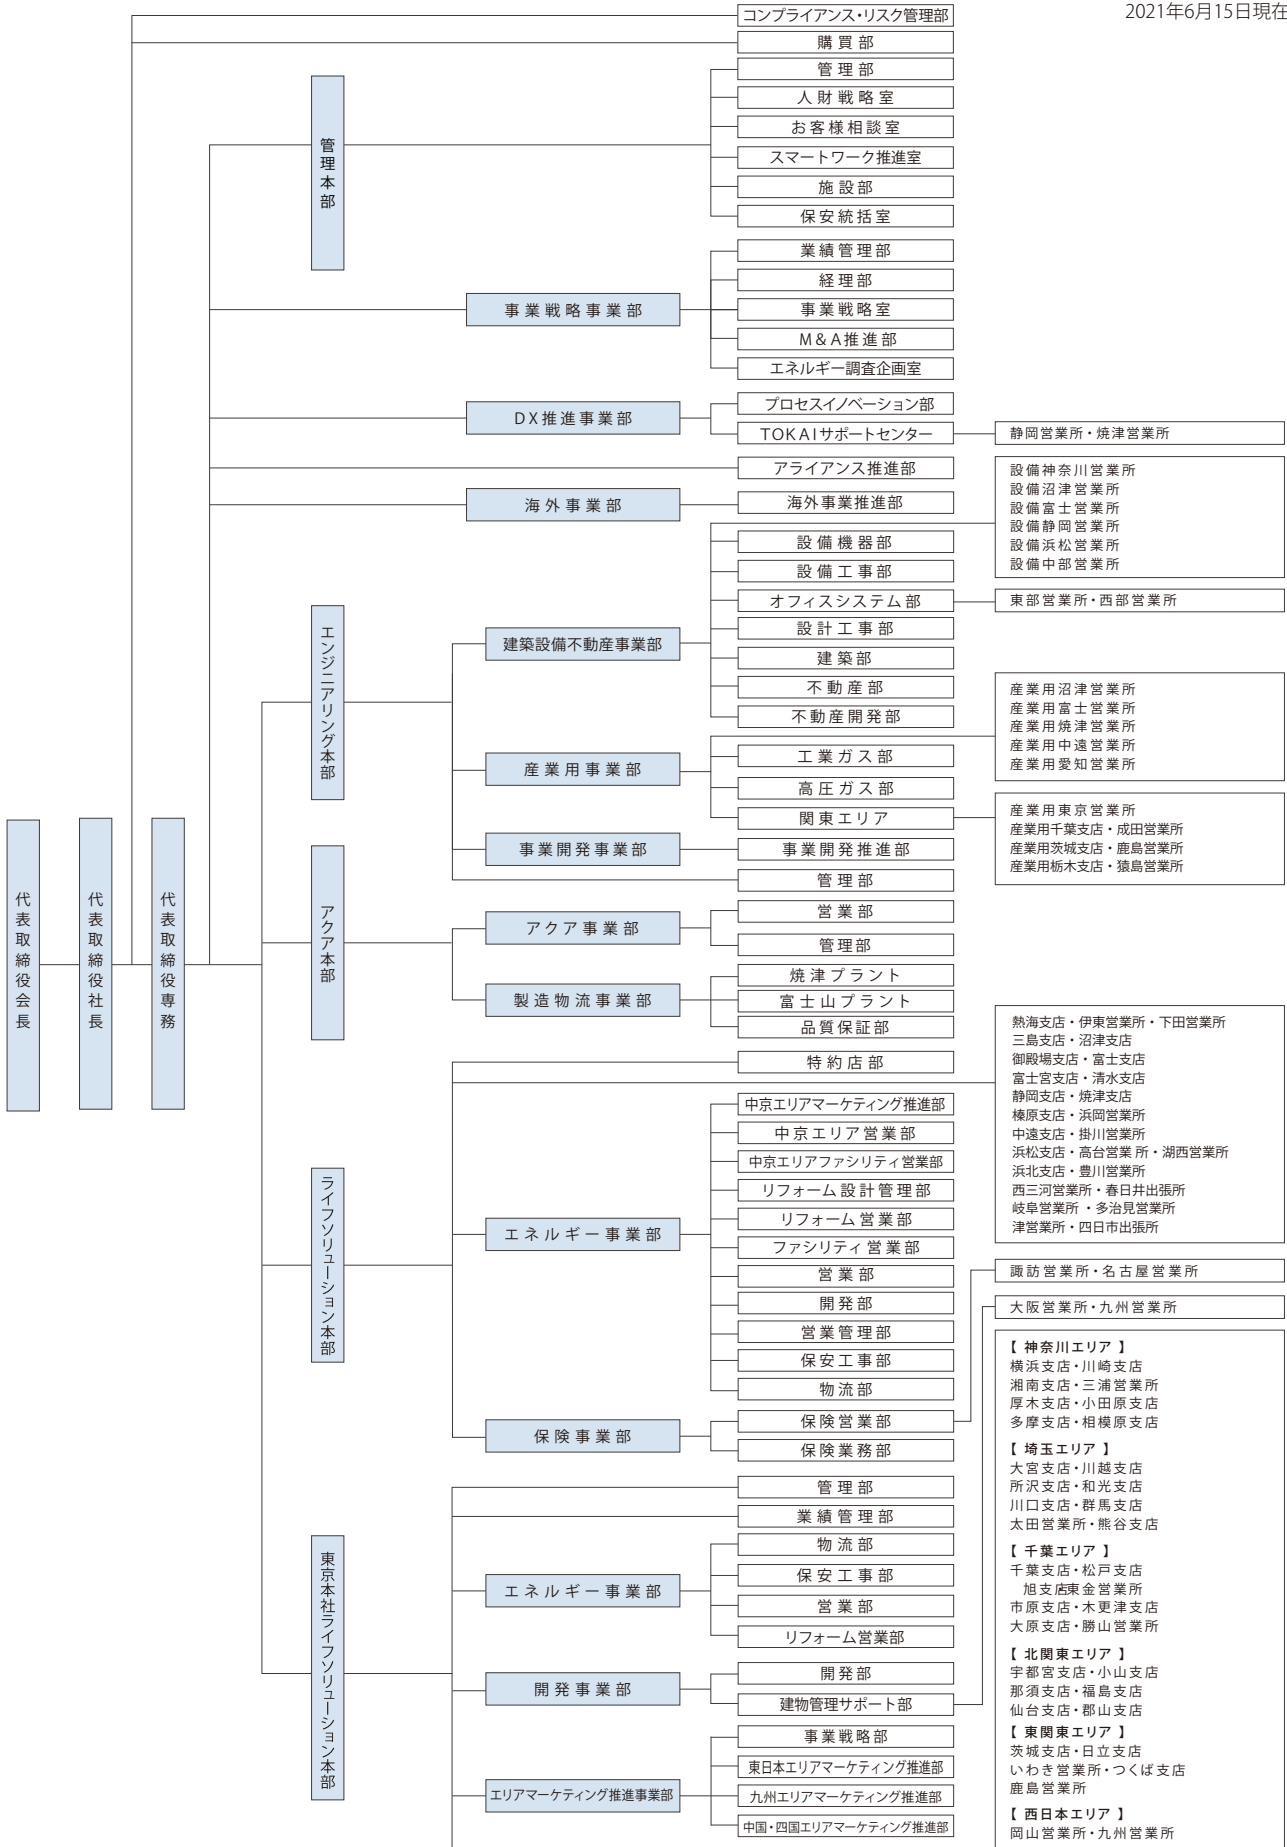 2021年6月15日現在
代表取締役会長
代表取締役社長
代表取締役専務
コンプライアンス・リスク管理部
購買部
管理本部
管理部
人財戦略室
お客様相談室
スマートワーク推進室
施設部
保安統括室
事業戦略事業部
業績管理部
経理部
事業戦略室
M&A推進部
エネルギー調査企画室
DX推進事業部
プロセスイノベーション部
TOKAIサポートセンター
静岡営業所・焼津営業所
アライアンス推進部
海外事業部
海外事業推進部
エンジニアリング本部
建築設備不動産事業部
設備神奈川営業所
設備沼津営業所
設備富士営業所
設備静岡営業所
設備浜松営業所
設備中部営業所
設備機器部
設備工事部
オフィスシステム部
東部営業所・西部営業所
設計工事部
建築部
不動産部
不動産開発部
産業用事業部
産業用沼津営業所
産業用富士営業所
産業用焼津営業所
産業用中遠営業所
産業用愛知営業所
工業ガス部
高圧ガス部
関東エリア
産業用東京営業所
産業用千葉支店・成田営業所
産業用茨城支店・鹿島営業所
産業用栃木支店・猿島営業所
事業開発事業部
事業開発推進部
管理部
アクア本部
アクア事業部
営業部
管理部
製造物流事業部
焼津プラント
富士山プラント
品質保証部
ライフソリューション本部
特約店部
熱海支店・伊東営業所・下田営業所
三島支店・沼津支店
御殿場支店・富士支店
富士宮支店・清水支店
静岡支店・焼津支店
榛原支店・浜岡営業所
中遠支店・掛川営業所
浜松支店・高台営業所・湖西営業所
浜北支店・豊川営業所
西三河営業所・春日井出張所
岐阜営業所・多治見営業所
津営業所・四日市出張所
エネルギー事業部
中京エリアマーケティング推進部
中京エリア営業部
中京エリアファシリティ営業部
リフォーム設計管理部
リフォーム営業部
ファシリティ営業部
営業部
開発部
営業管理部
保安工事部
物流部
保険事業部
保険営業部
諏訪営業所・名古屋営業所
保険業務部
東京本社ライフソリューション本部
管理部
業績管理部
エネルギー事業部
物流部
保安工事部
営業部
リフォーム営業部
開発事業部
開発部
建物管理サポート部
大阪営業所・九州営業所
エリアマーケティング推進事業部
事業戦略部
東日本エリアマーケティング推進部
九州エリアマーケティング推進部
中国・四国エリアマーケティング推進部
【 神奈川エリア 】
横浜支店・川崎支店
湘南支店・三浦営業所
厚木支店・小田原支店
多摩支店・相模原支店
【 埼玉エリア 】
大宮支店・川越支店
所沢支店・和光支店
川口支店・群馬支店
太田営業所・熊谷支店
【 千葉エリア 】
千葉支店・松戸支店
旭支店・東金営業所
市原支店・木更津支店
大原支店・勝山営業所
【 北関東エリア 】
宇都宮支店・小山支店
那須支店・福島支店
仙台支店・郡山支店
【 東関東エリア 】
茨城支店・日立支店
いわき営業所・つくば支店
鹿島営業所
【 西日本エリア 】
岡山営業所・九州営業所